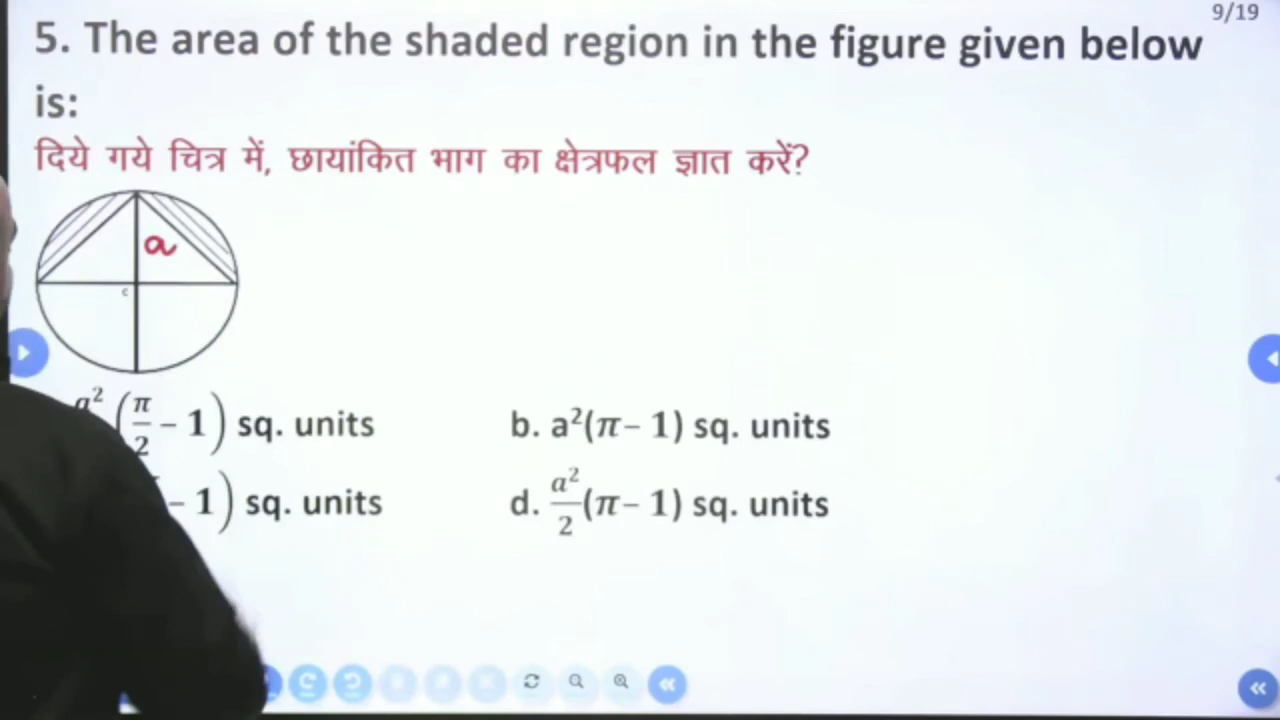 9/19
5. The area of the shaded region in the figure given below
is:
दिये गये चित्र में, छायांकित भाग का क्षेत्रफल ज्ञात करें?
a
c
a² (π/2 − 1) sq. units
b. a²(π− 1) sq. units
− 1) sq. units
d. a²/2 (π− 1) sq. units